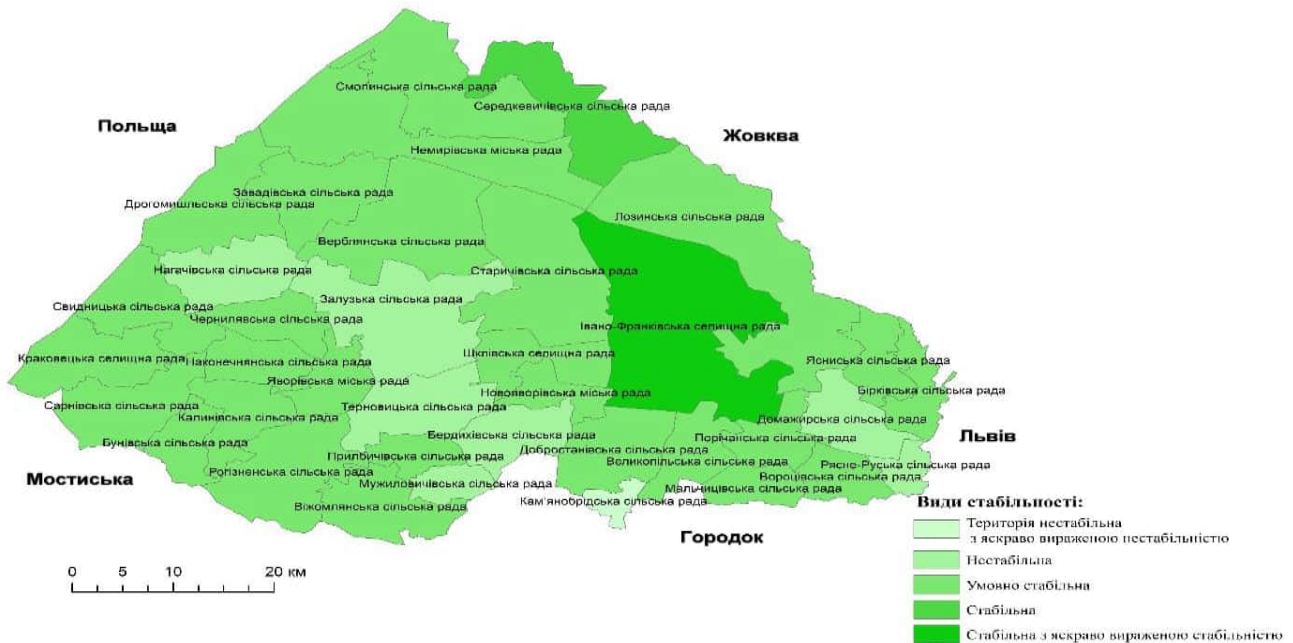 Смолинська сільська рада
Середкевичівська сільська рада
Польща
Жовква
Немирівська міська рада
Завадівська сільська рада
Дрогомишльська сільська рада
Лозинська сільська рада
Верблянська сільська рада
Нагачівська сільська рада
Старичівська сільська рада
Залузька сільська рада
Свидницька сільська рада
Чернилявська сільська рада
Івано-Франківська селищна рада
Краковецька селищна рада
Наконечнянська сільська рада
Шклівська селищна рада
Ясниська сільська рада
Яворівська міська рада
Новояворівська міська рада
Бірківська сільська рада
Сарнівська сільська рада
Терновицька сільська рада
Калинівська сільська рада
Домажирська сільська рада
Бердихівська сільська рада
Порічанська сільська рада
Львів
Бунівська сільська рада
Добростанівська сільська рада
Прилбичівська сільська рада
Великопільська сільська рада
Рясне-Руська сільська рада
Мостиська
Рогізненська сільська рада
Мужиловичівська сільська рада
Вороцівська сільська рада
Мальчицівська сільська рада
Кам'янобрідська сільська рада
Віжомлянська сільська рада
Городок
0 5 10 20 км
Види стабільності:
Територія нестабільна
з яскраво вираженою нестабільністю
Нестабільна
Умовно стабільна
Стабільна
Стабільна з яскраво вираженою стабільністю